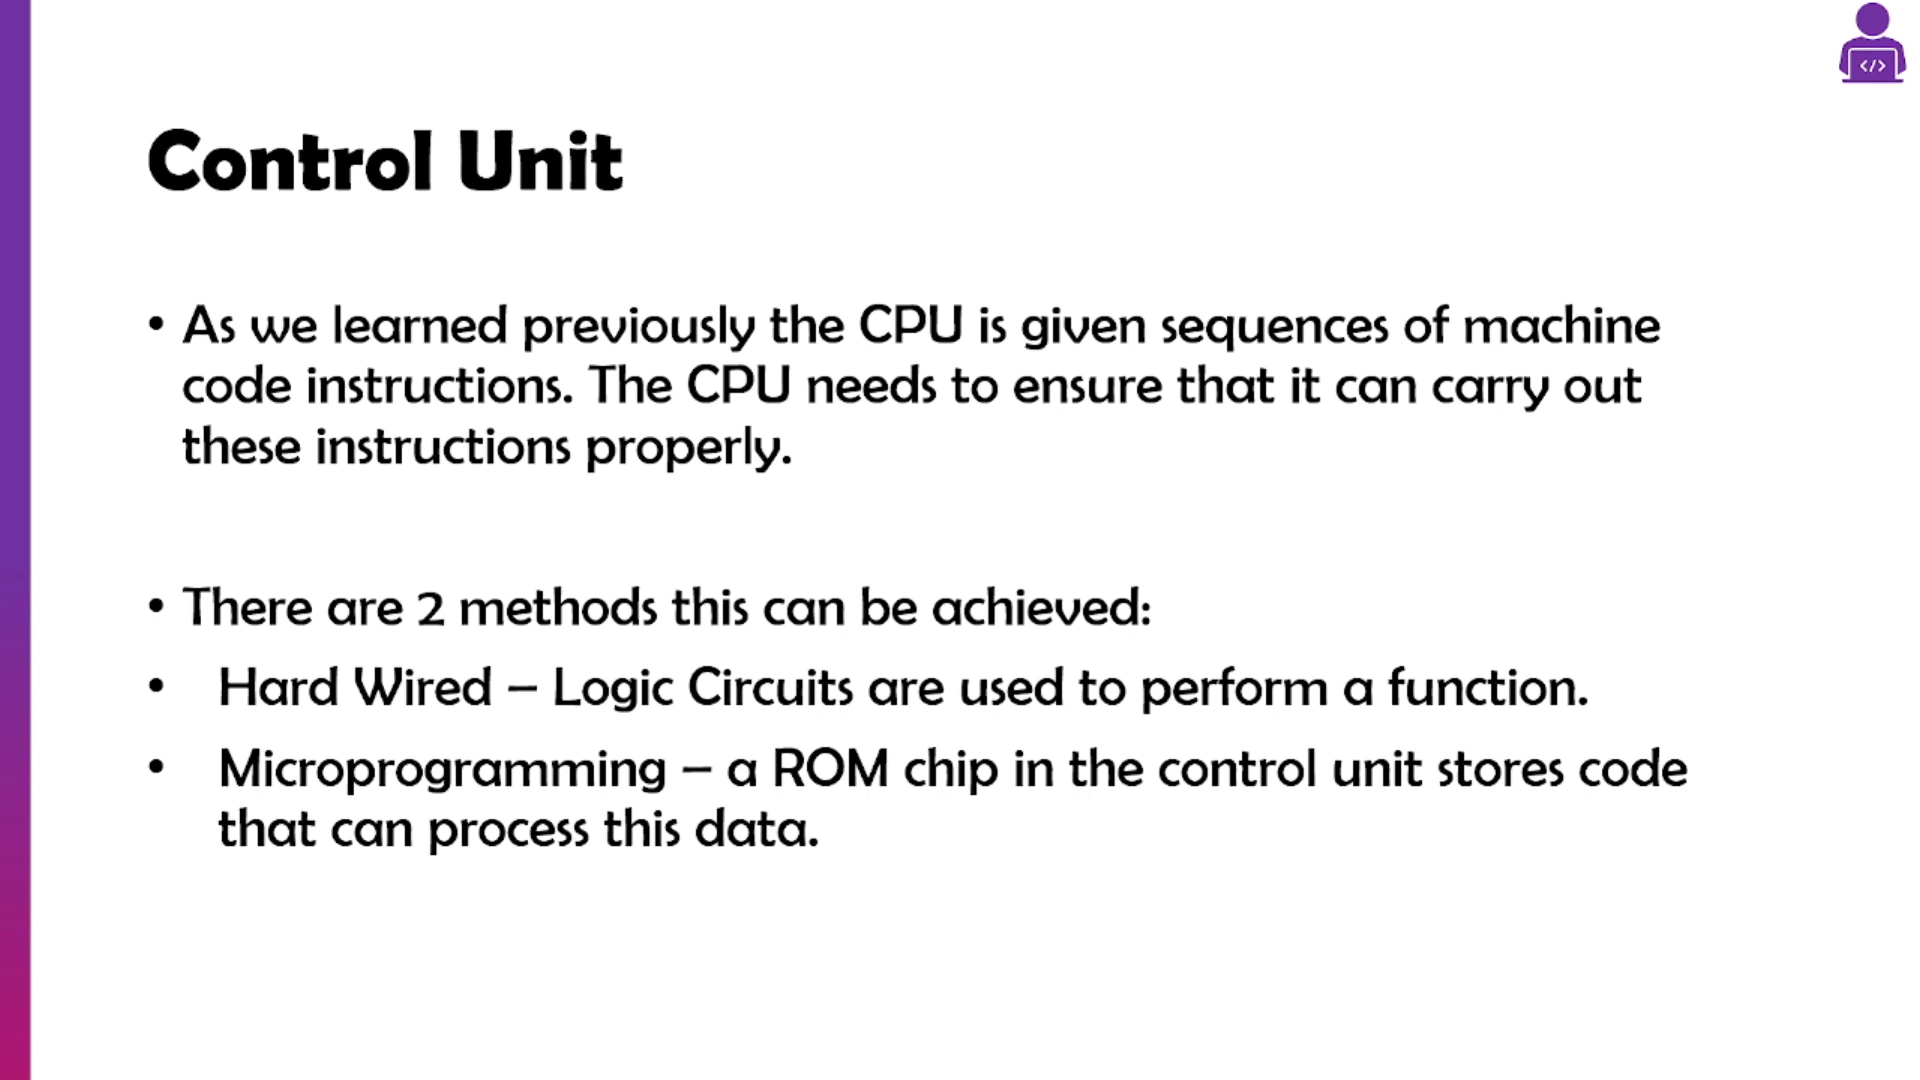 </>
Control Unit
• As we learned previously the CPU is given sequences of machine
code instructions. The CPU needs to ensure that it can carry out
these instructions properly.
• There are 2 methods this can be achieved:
• Hard Wired – Logic Circuits are used to perform a function.
• Microprogramming – a ROM chip in the control unit stores code
that can process this data.